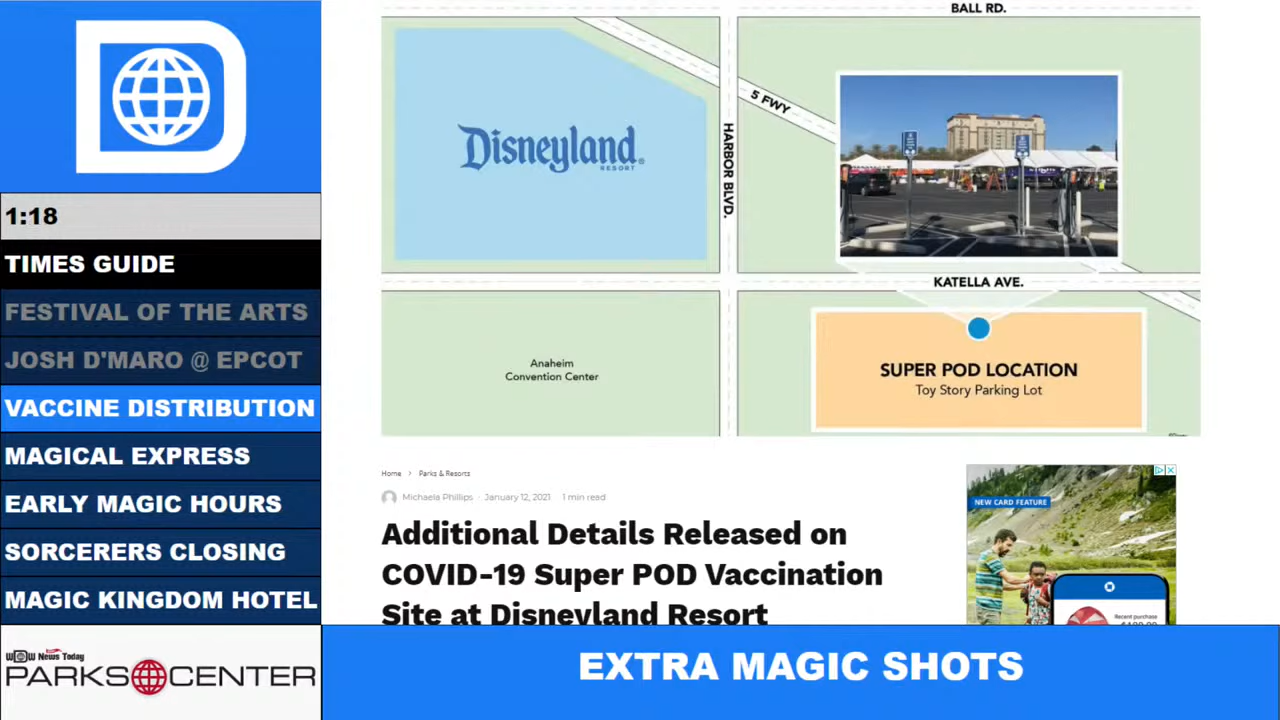 1:18
TIMES GUIDE
FESTIVAL OF THE ARTS
JOSH D'MARO @ EPCOT
VACCINE DISTRIBUTION
MAGICAL EXPRESS
EARLY MAGIC HOURS
SORCERERS CLOSING
MAGIC KINGDOM HOTEL
WDW News Today
PARKS CENTER
BALL RD.
5 FWY
HARBOR BLVD.
Disneyland
RESORT
KATELLA AVE.
Anaheim
Convention Center
SUPER POD LOCATION
Toy Story Parking Lot
Home > Parks & Resorts
Michaela Phillips · January 12, 2021 1 min read
Additional Details Released on
COVID-19 Super POD Vaccination
Site at Disneyland Resort
NEW CARD FEATURE
Recent purchase
EXTRA MAGIC SHOTS